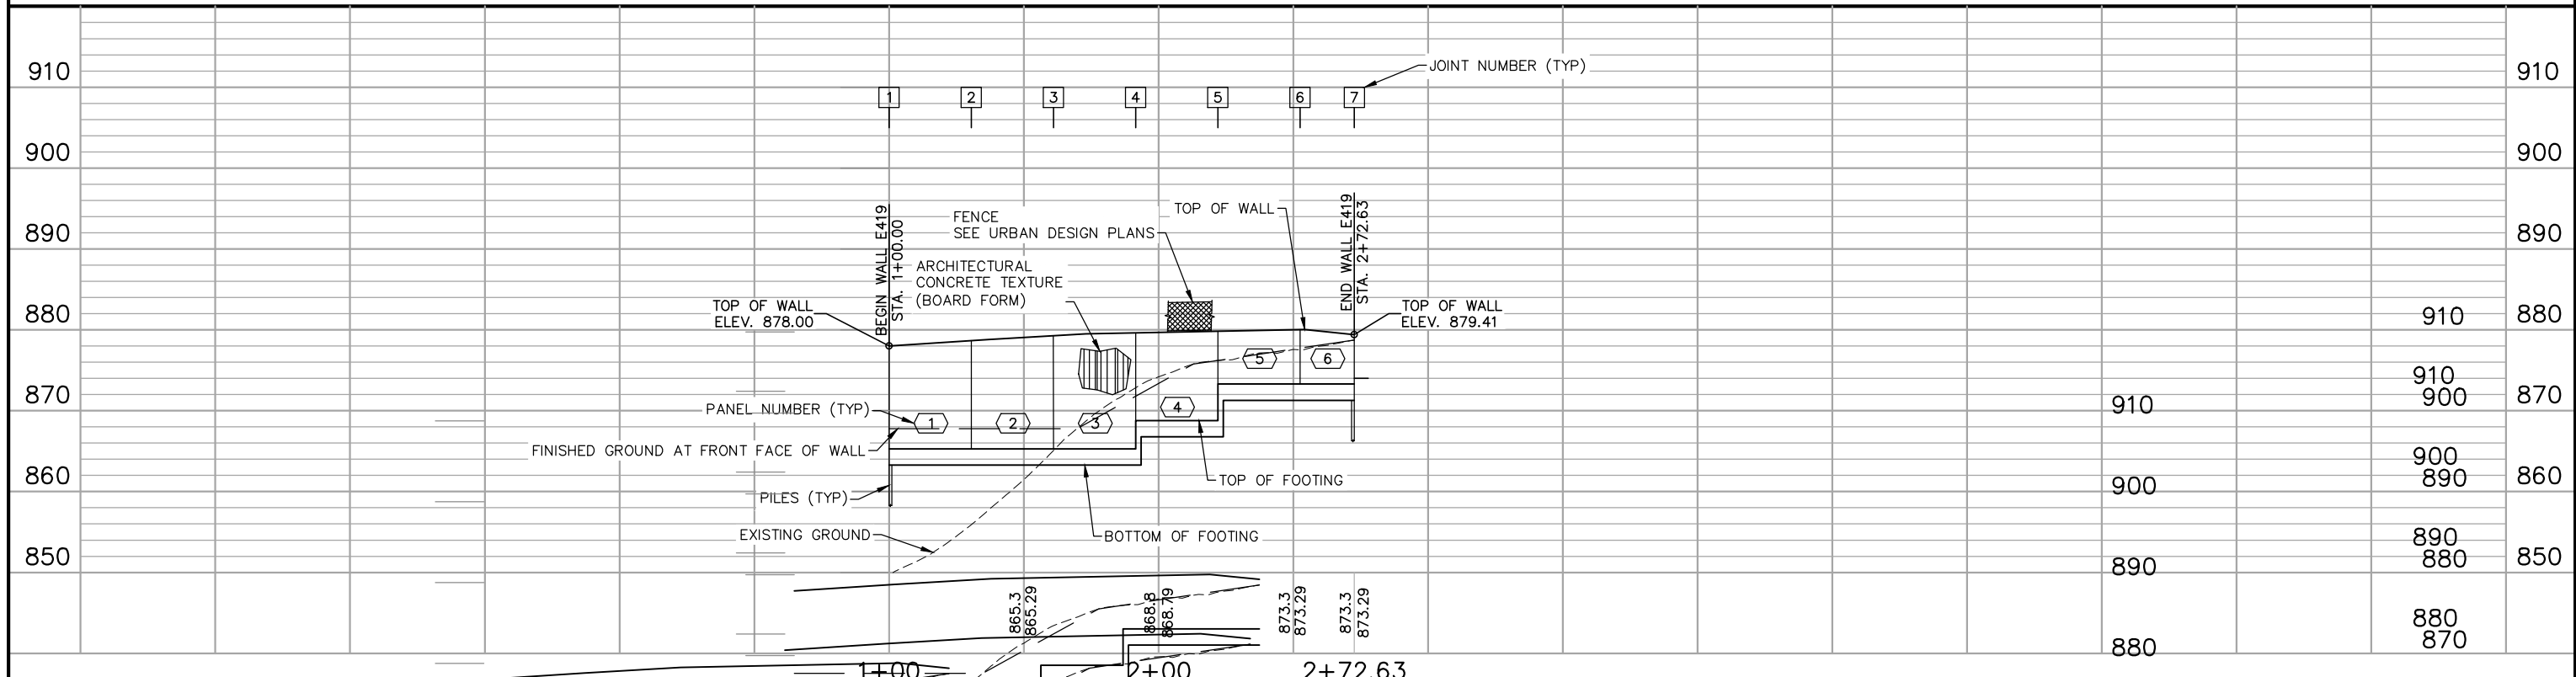 JOINT NUMBER (TYP)
910
910
1
2
3
4
5
6
7
900
900
BEGIN WALL E419
STA. 1+00.00
END WALL E419
STA. 2+72.63
TOP OF WALL
FENCE
SEE URBAN DESIGN PLANS
890
890
ARCHITECTURAL
CONCRETE TEXTURE
(BOARD FORM)
TOP OF WALL
ELEV. 878.00
TOP OF WALL
ELEV. 879.41
880
910
880
5
6
910
870
900
870
910
PANEL NUMBER (TYP)
4
1
2
3
FINISHED GROUND AT FRONT FACE OF WALL
900
860
890
860
TOP OF FOOTING
900
PILES (TYP)
EXISTING GROUND
BOTTOM OF FOOTING
890
850
880
850
890
865.3
865.29
868.8
868.79
873.3
873.29
873.3
873.29
880
870
880
1+00
2+00
2+72.63